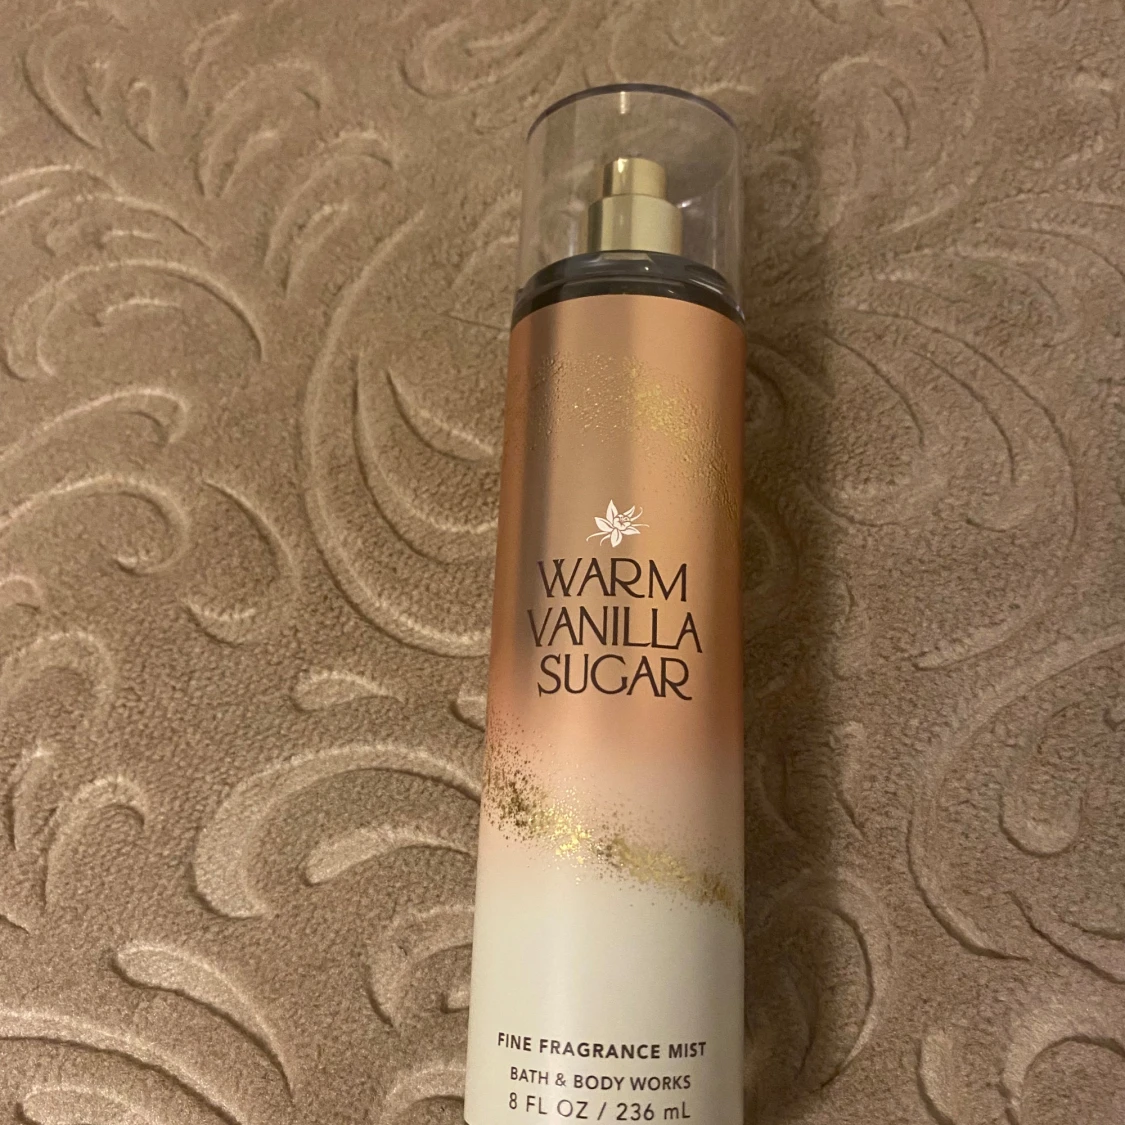 WARM
VANILLA
SUGAR
FINE FRAGRANCE MIST
BATH & BODY WORKS
8 FL OZ / 236 mL